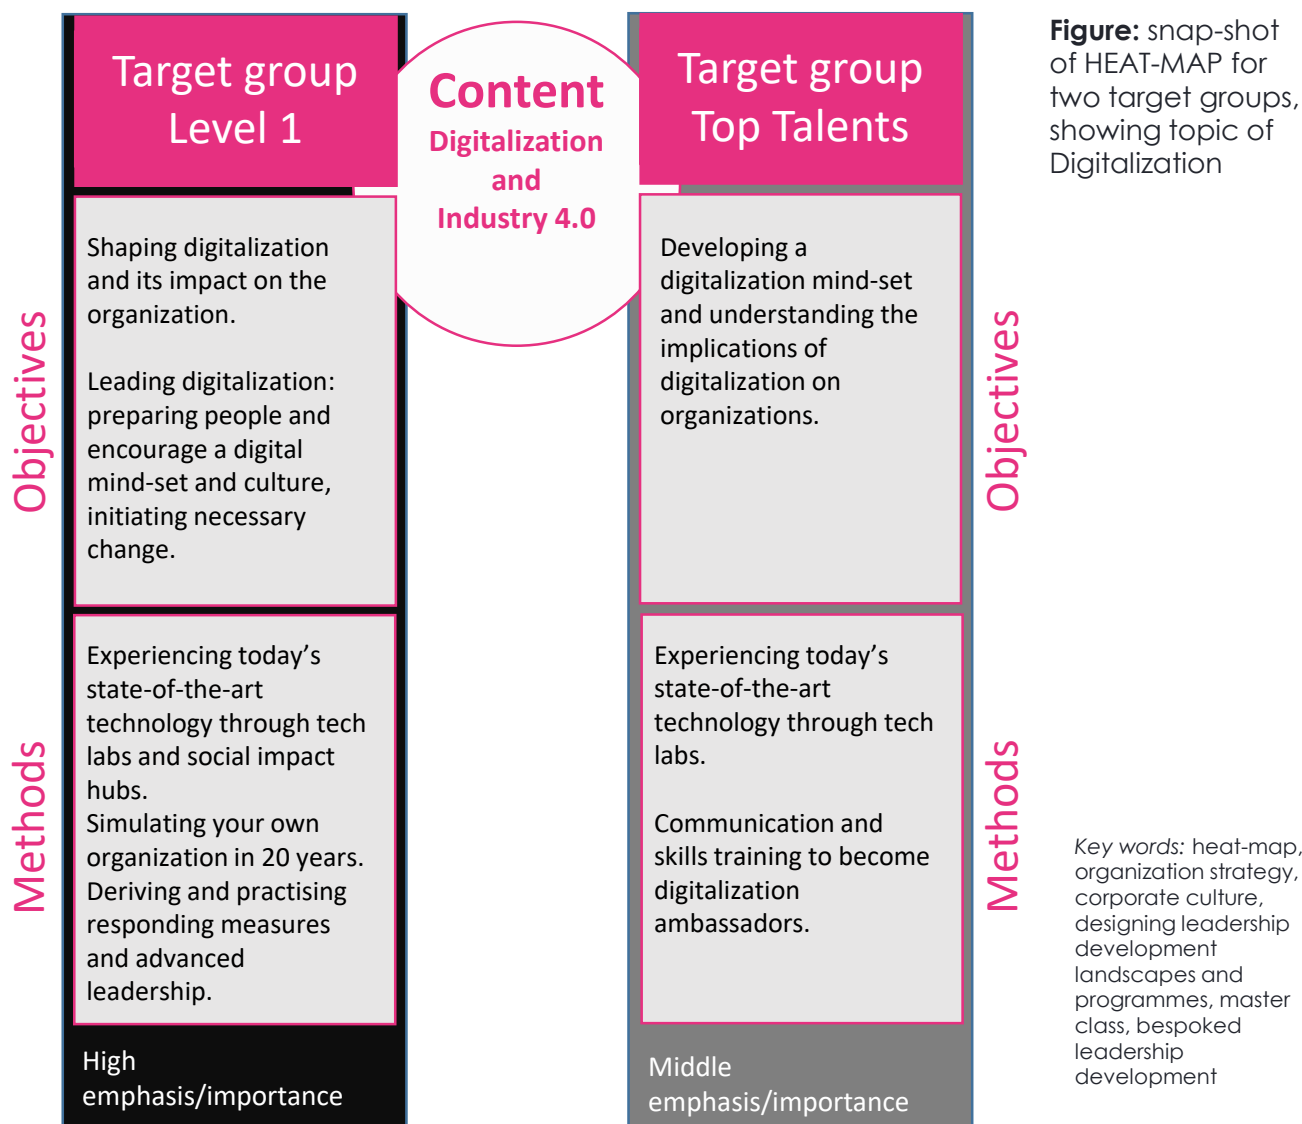 Target group
Level 1
Content
Digitalization
and
Industry 4.0
Target group
Top Talents
Figure: snap-shot
of HEAT-MAP for
two target groups,
showing topic of
Digitalization
Objectives
Shaping digitalization
and its impact on the
organization.
Leading digitalization:
preparing people and
encourage a digital
mind-set and culture,
initiating necessary
change.
Developing a
digitalization mind-set
and understanding the
implications of
digitalization on
organizations.
Objectives
Methods
Experiencing today’s
state-of-the-art
technology through tech
labs and social impact
hubs.
Simulating your own
organization in 20 years.
Deriving and practising
responding measures
and advanced
leadership.
Experiencing today’s
state-of-the-art
technology through tech
labs.
Communication and
skills training to become
digitalization
ambassadors.
Methods
Key words: heat-map,
organization strategy,
corporate culture,
designing leadership
development
landscapes and
programmes, master
class, bespoked
leadership
development
High
emphasis/importance
Middle
emphasis/importance